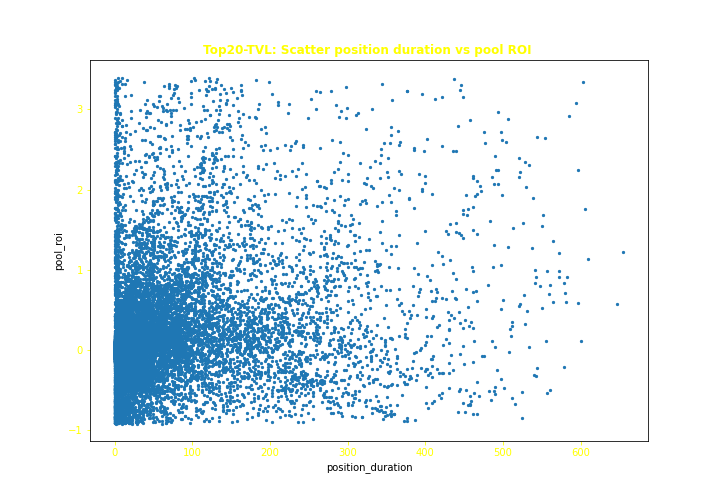 Top20-TVL: Scatter position duration vs pool ROI
3
2
1
0
−1
pool_roi
0 100 200 300 400 500 600
position_duration